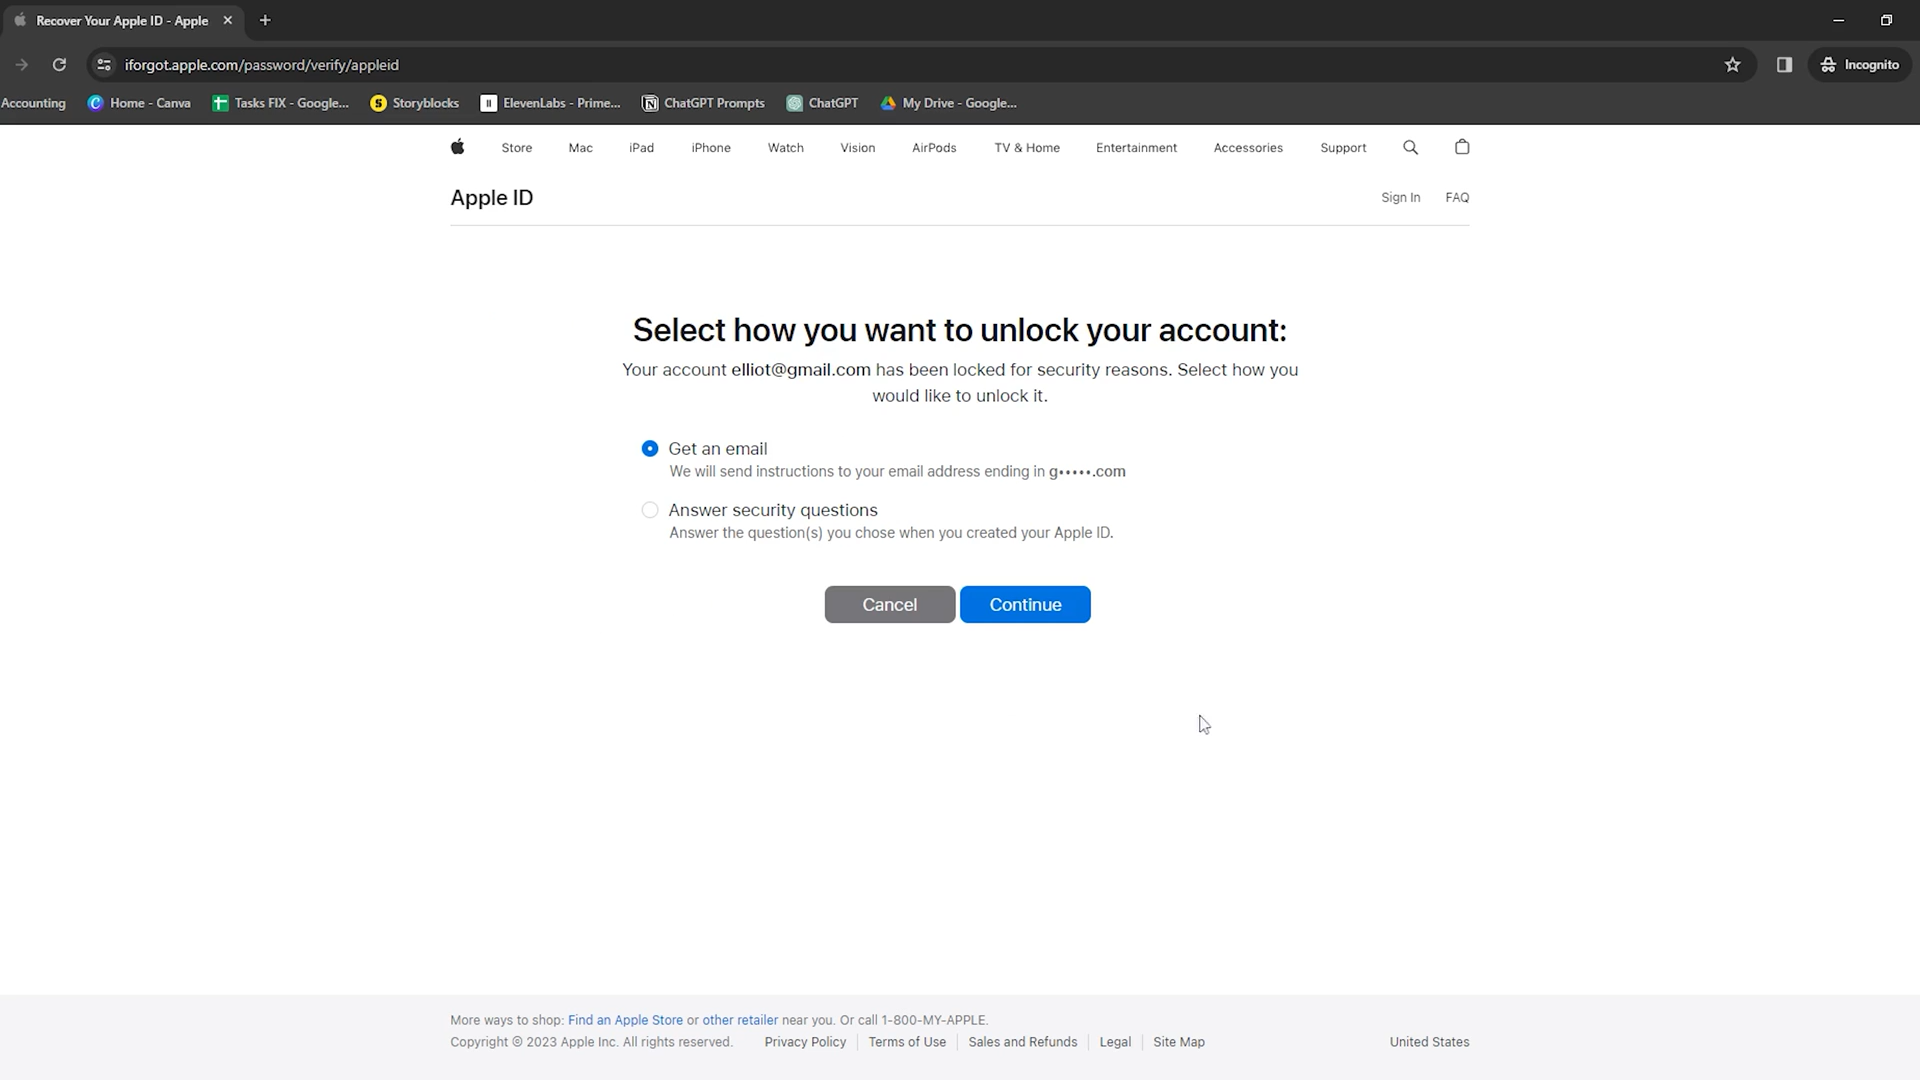 Recover Your Apple ID - Apple
iforgot.apple.com/password/verify/appleid
Incognito
Accounting
Home - Canva
Tasks FIX - Google...
Storyblocks
ElevenLabs - Prime...
ChatGPT Prompts
ChatGPT
My Drive - Google...
Store
Mac
iPad
iPhone
Watch
Vision
AirPods
TV & Home
Entertainment
Accessories
Support
Apple ID
Sign In
FAQ
Select how you want to unlock your account:
Your account elliot@gmail.com has been locked for security reasons. Select how you
would like to unlock it.
Get an email
We will send instructions to your email address ending in g•••••.com
Answer security questions
Answer the question(s) you chose when you created your Apple ID.
Cancel
Continue
More ways to shop: Find an Apple Store or other retailer near you. Or call 1-800-MY-APPLE.
Copyright © 2023 Apple Inc. All rights reserved.
Privacy Policy
Terms of Use
Sales and Refunds
Legal
Site Map
United States